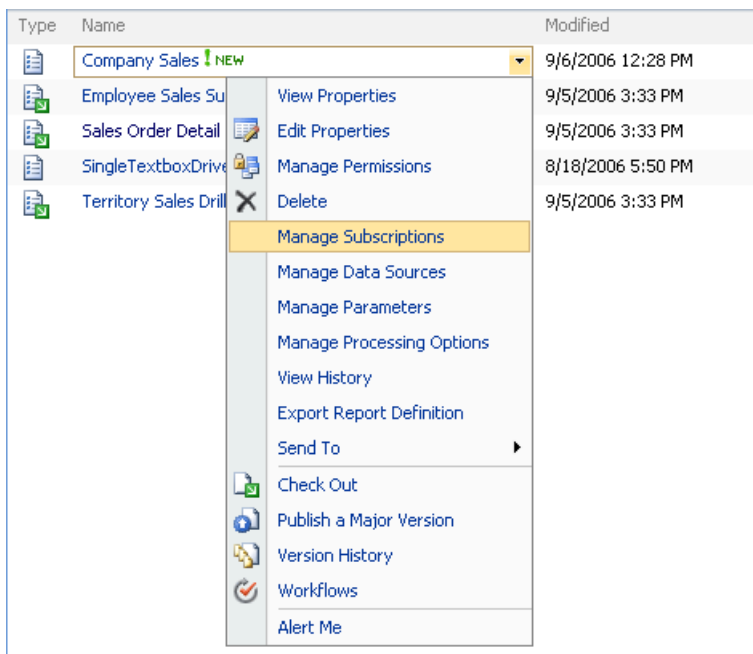 Type Name Modified
Company Sales ! NEW 9/6/2006 12:28 PM
Employee Sales Su 9/5/2006 3:33 PM
Sales Order Detail 9/5/2006 3:33 PM
SingleTextboxDrive 8/18/2006 5:50 PM
Territory Sales Drill 9/5/2006 3:33 PM
View Properties
Edit Properties
Manage Permissions
Delete
Manage Subscriptions
Manage Data Sources
Manage Parameters
Manage Processing Options
View History
Export Report Definition
Send To
Check Out
Publish a Major Version
Version History
Workflows
Alert Me